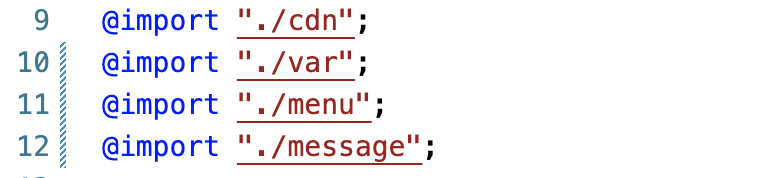 9 @import "./cdn";
10 @import "./var";
11 @import "./menu";
12 @import "./message";